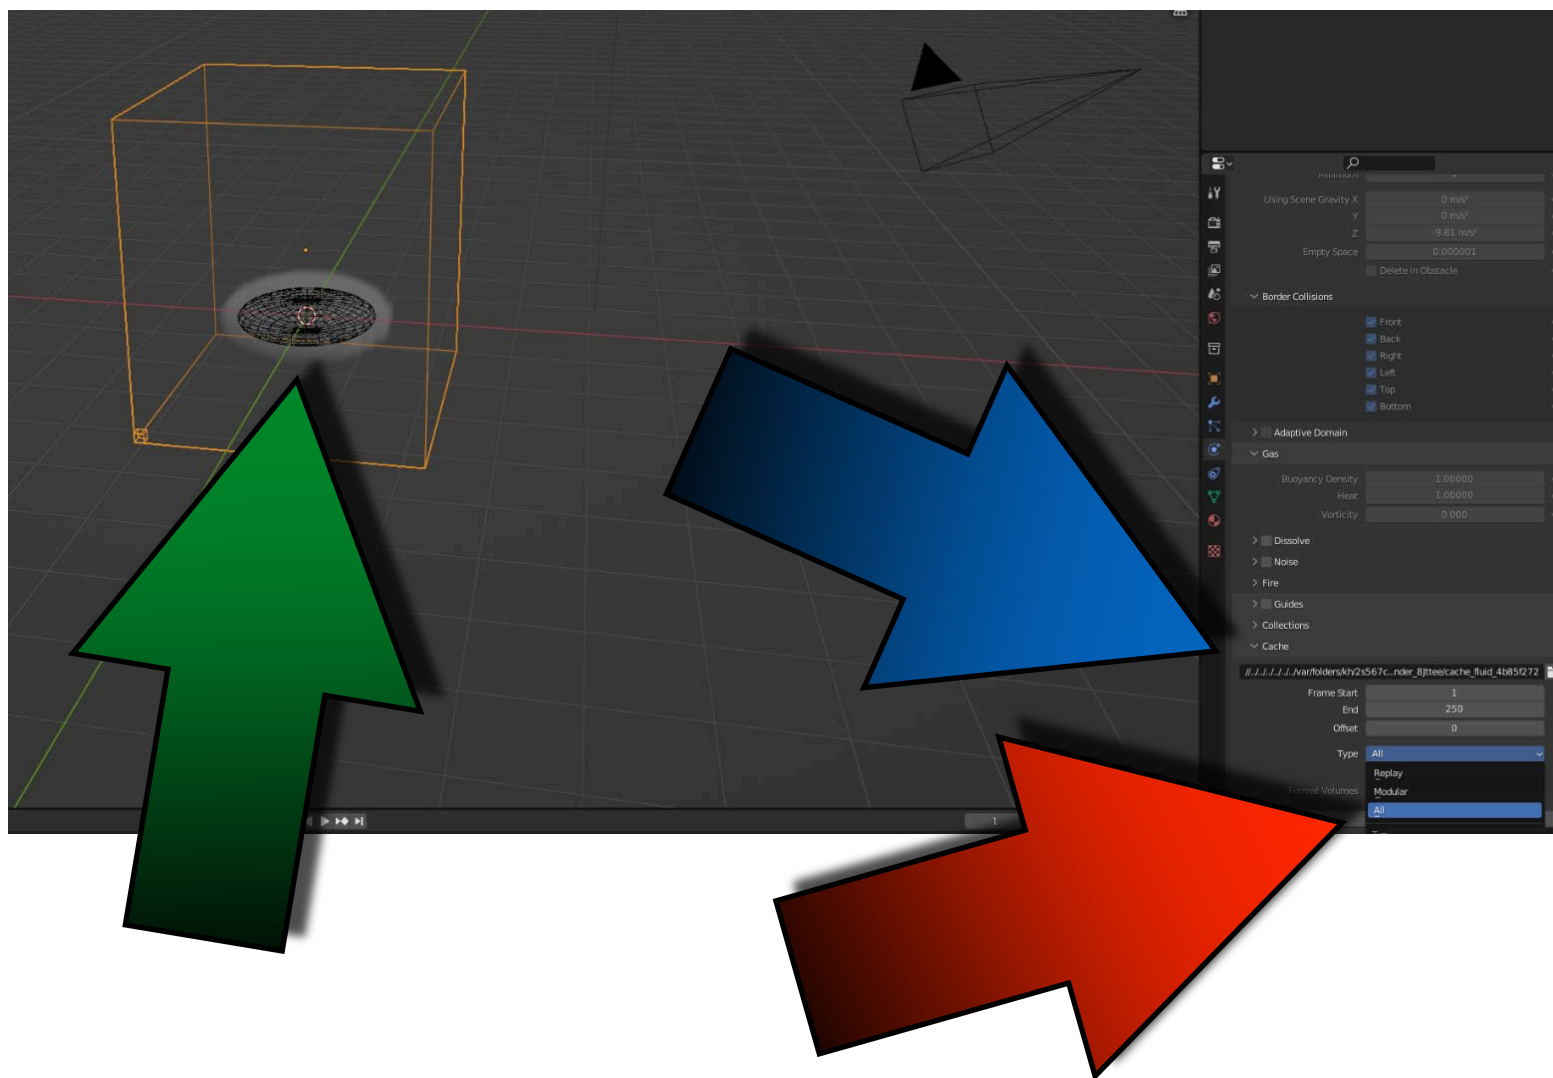 Minimum
Using Scene Gravity X 0 m/s²
Y 0 m/s²
Z -9.81 m/s²
Empty Space 0.000001
Delete in Obstacle
Border Collisions
Front
Back
Right
Left
Top
Bottom
Adaptive Domain
Gas
Buoyancy Density 1.00000
Heat 1.00000
Vorticity 0.000
Dissolve
Noise
Fire
Guides
Collections
Cache
//../../../../../../var/folders/kh/2s567c...nder_8Jttee/cache_fluid_4b85f272
Frame Start 1
End 250
Offset 0
Type All
Replay
Format Volumes Modular
All
1